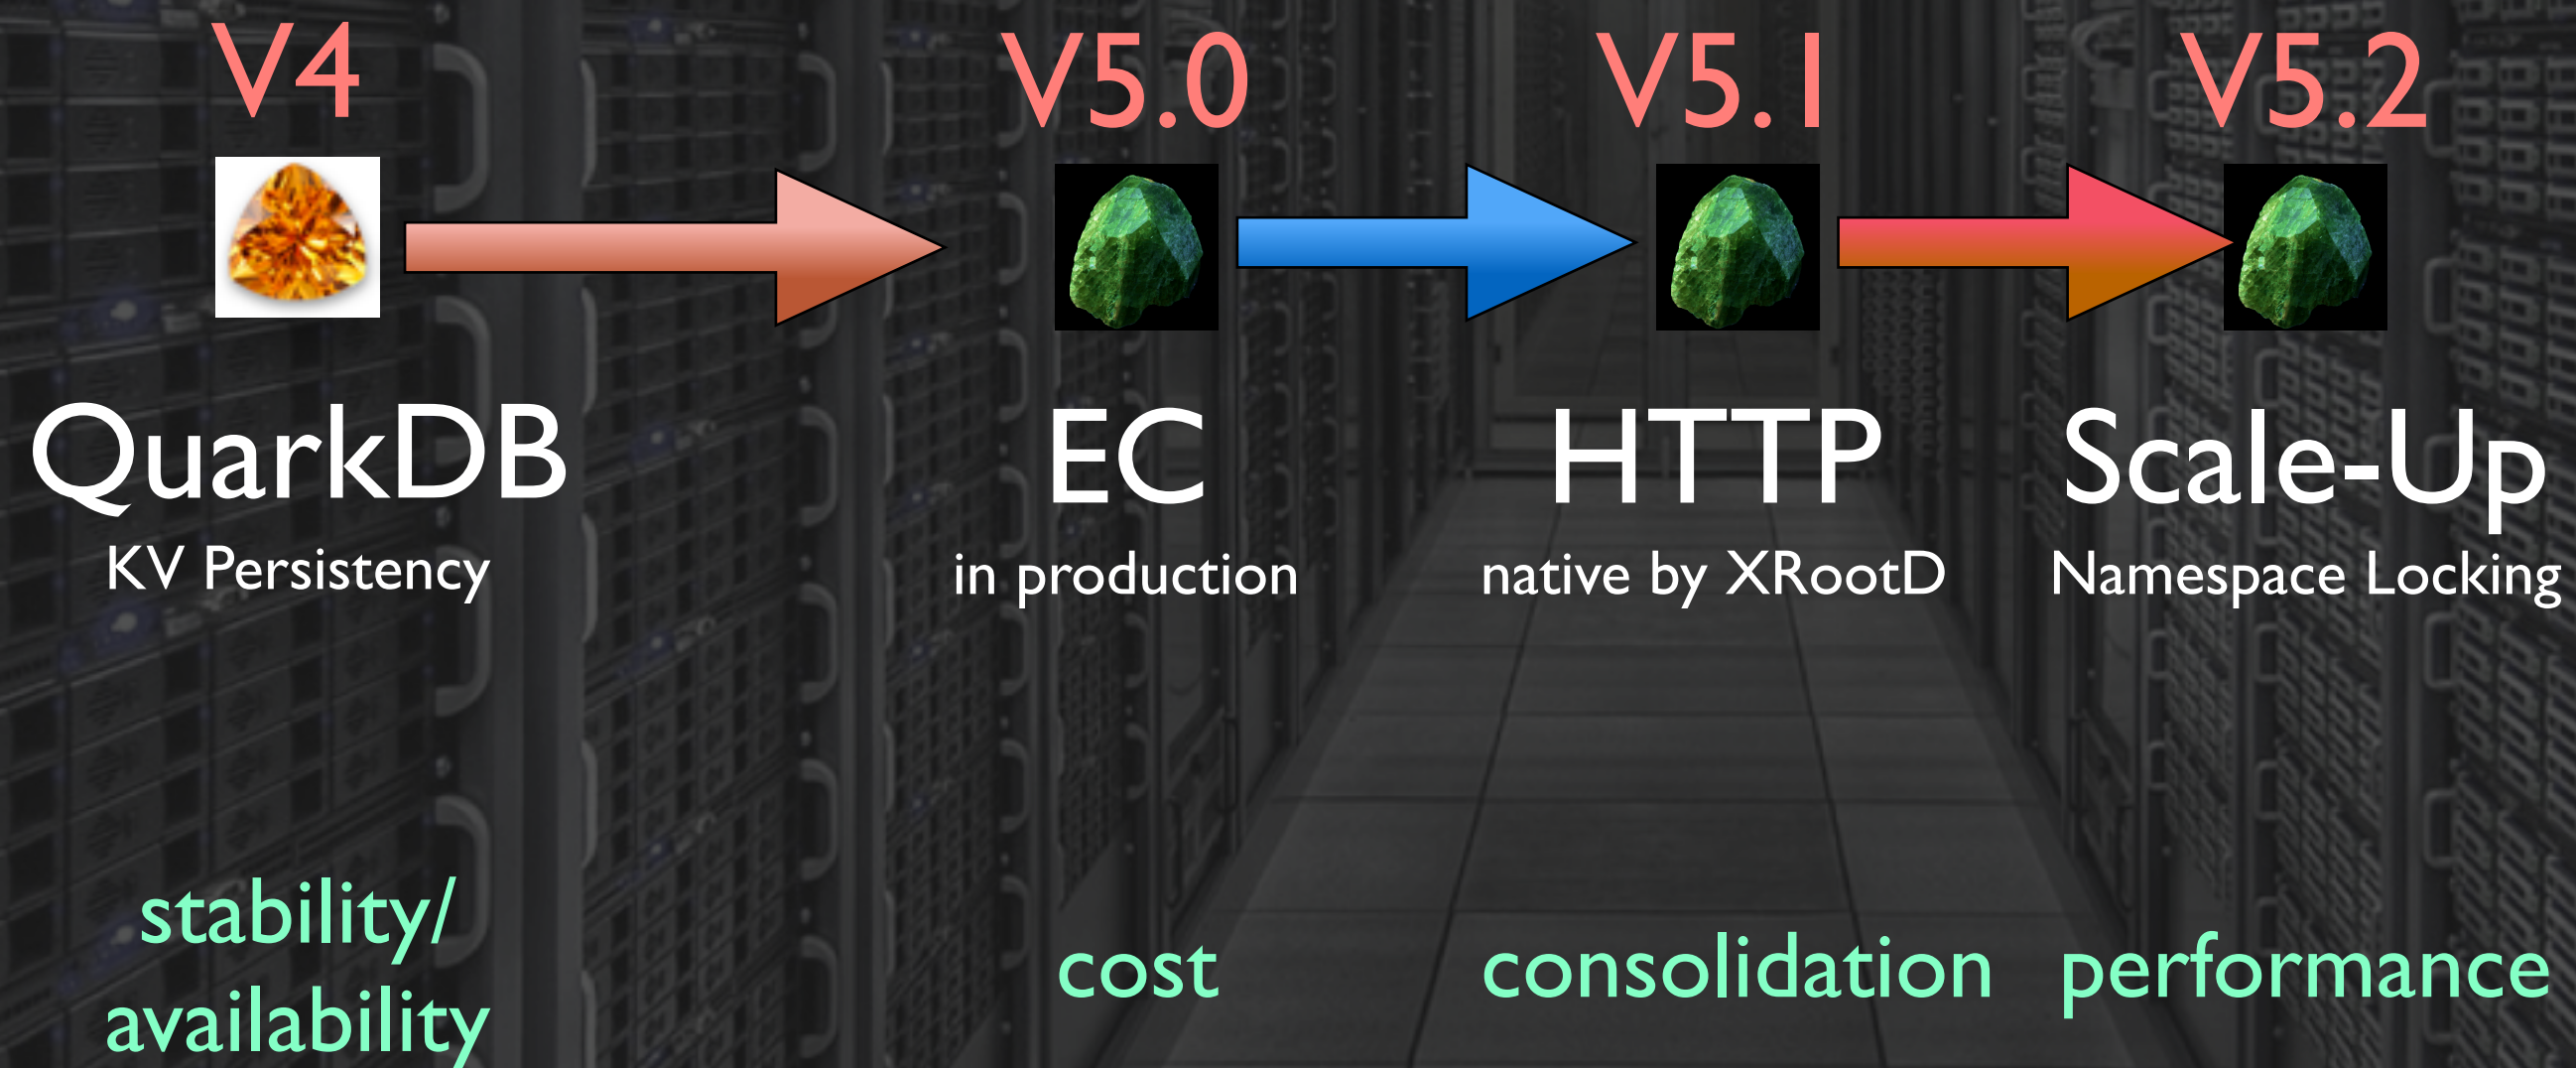 V4
V5.0
V5.1
V5.2
QuarkDB
EC
HTTP
Scale-Up
KV Persistency
in production
native by XRootD
Namespace Locking
stability/
availability
cost
consolidation
performance